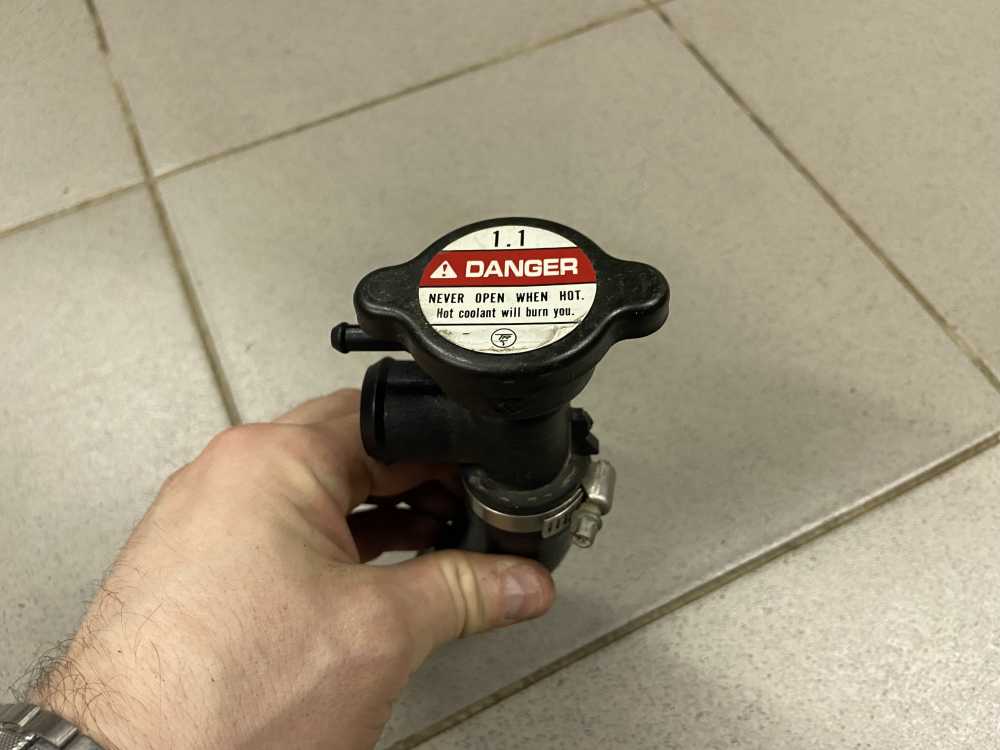 1.1
DANGER
NEVER OPEN WHEN HOT.
Hot coolant will burn you.